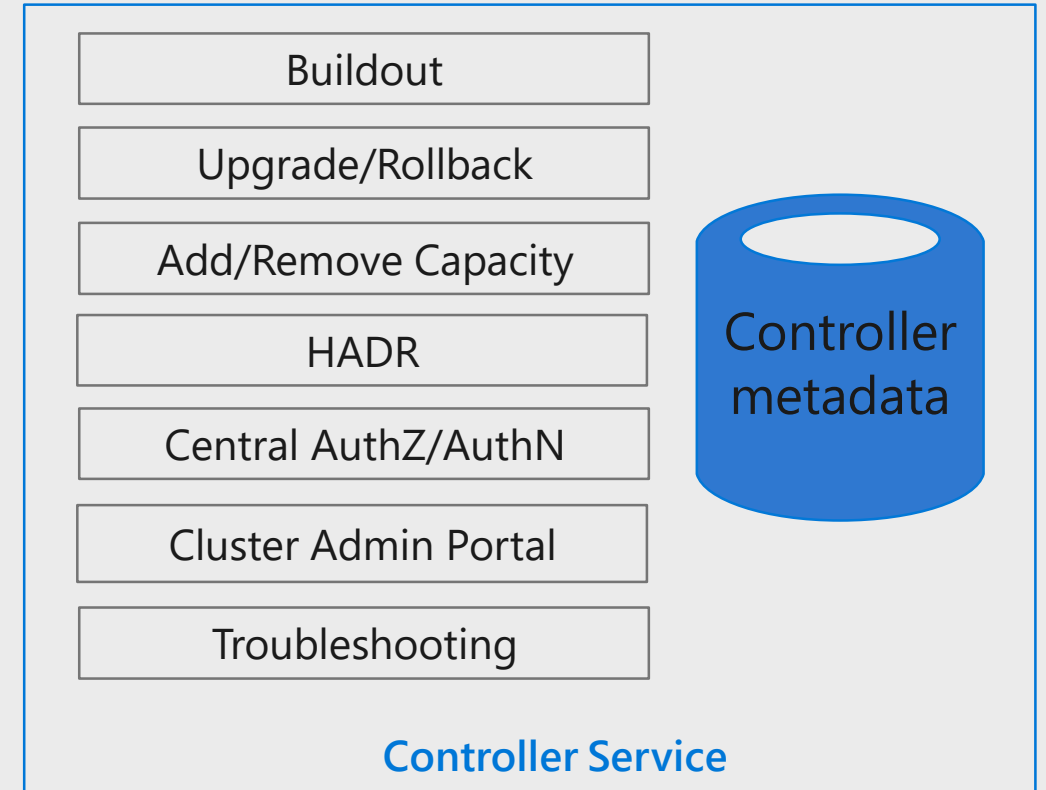 Buildout
Upgrade/Rollback
Add/Remove Capacity
HADR
Central AuthZ/AuthN
Cluster Admin Portal
Troubleshooting
Controller
metadata
Controller Service